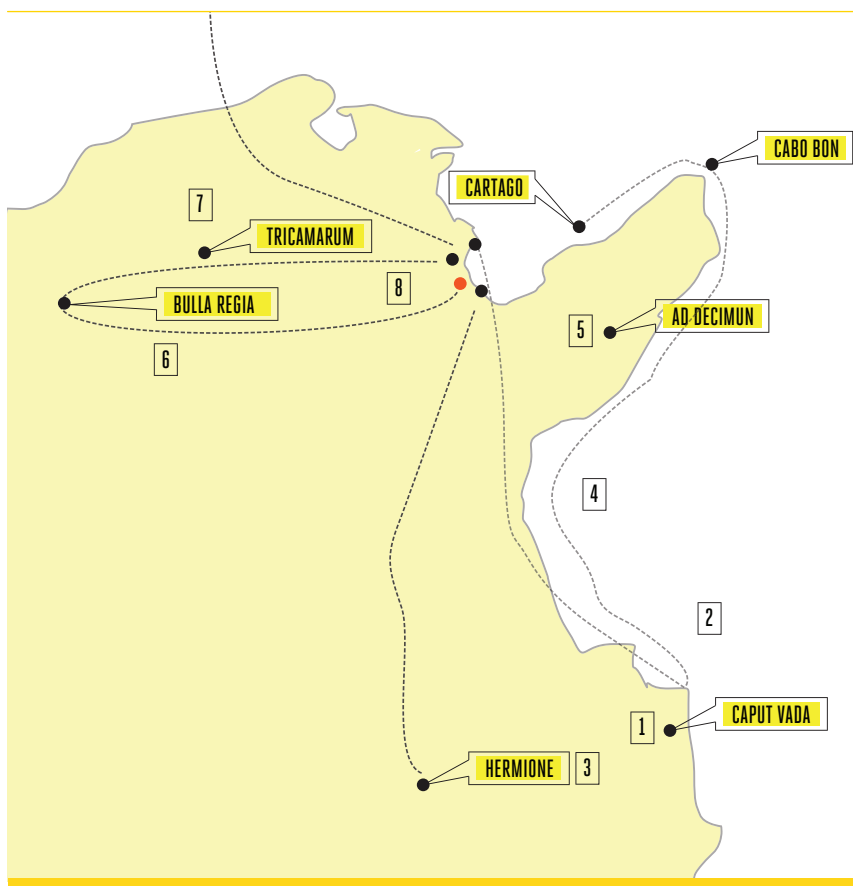 CABO BON
CARTAGO
7
TRICAMARUM
8
BULLA REGIA
AD DECIMUN
5
6
4
2
1
CAPUT VADA
HERMIONE
3